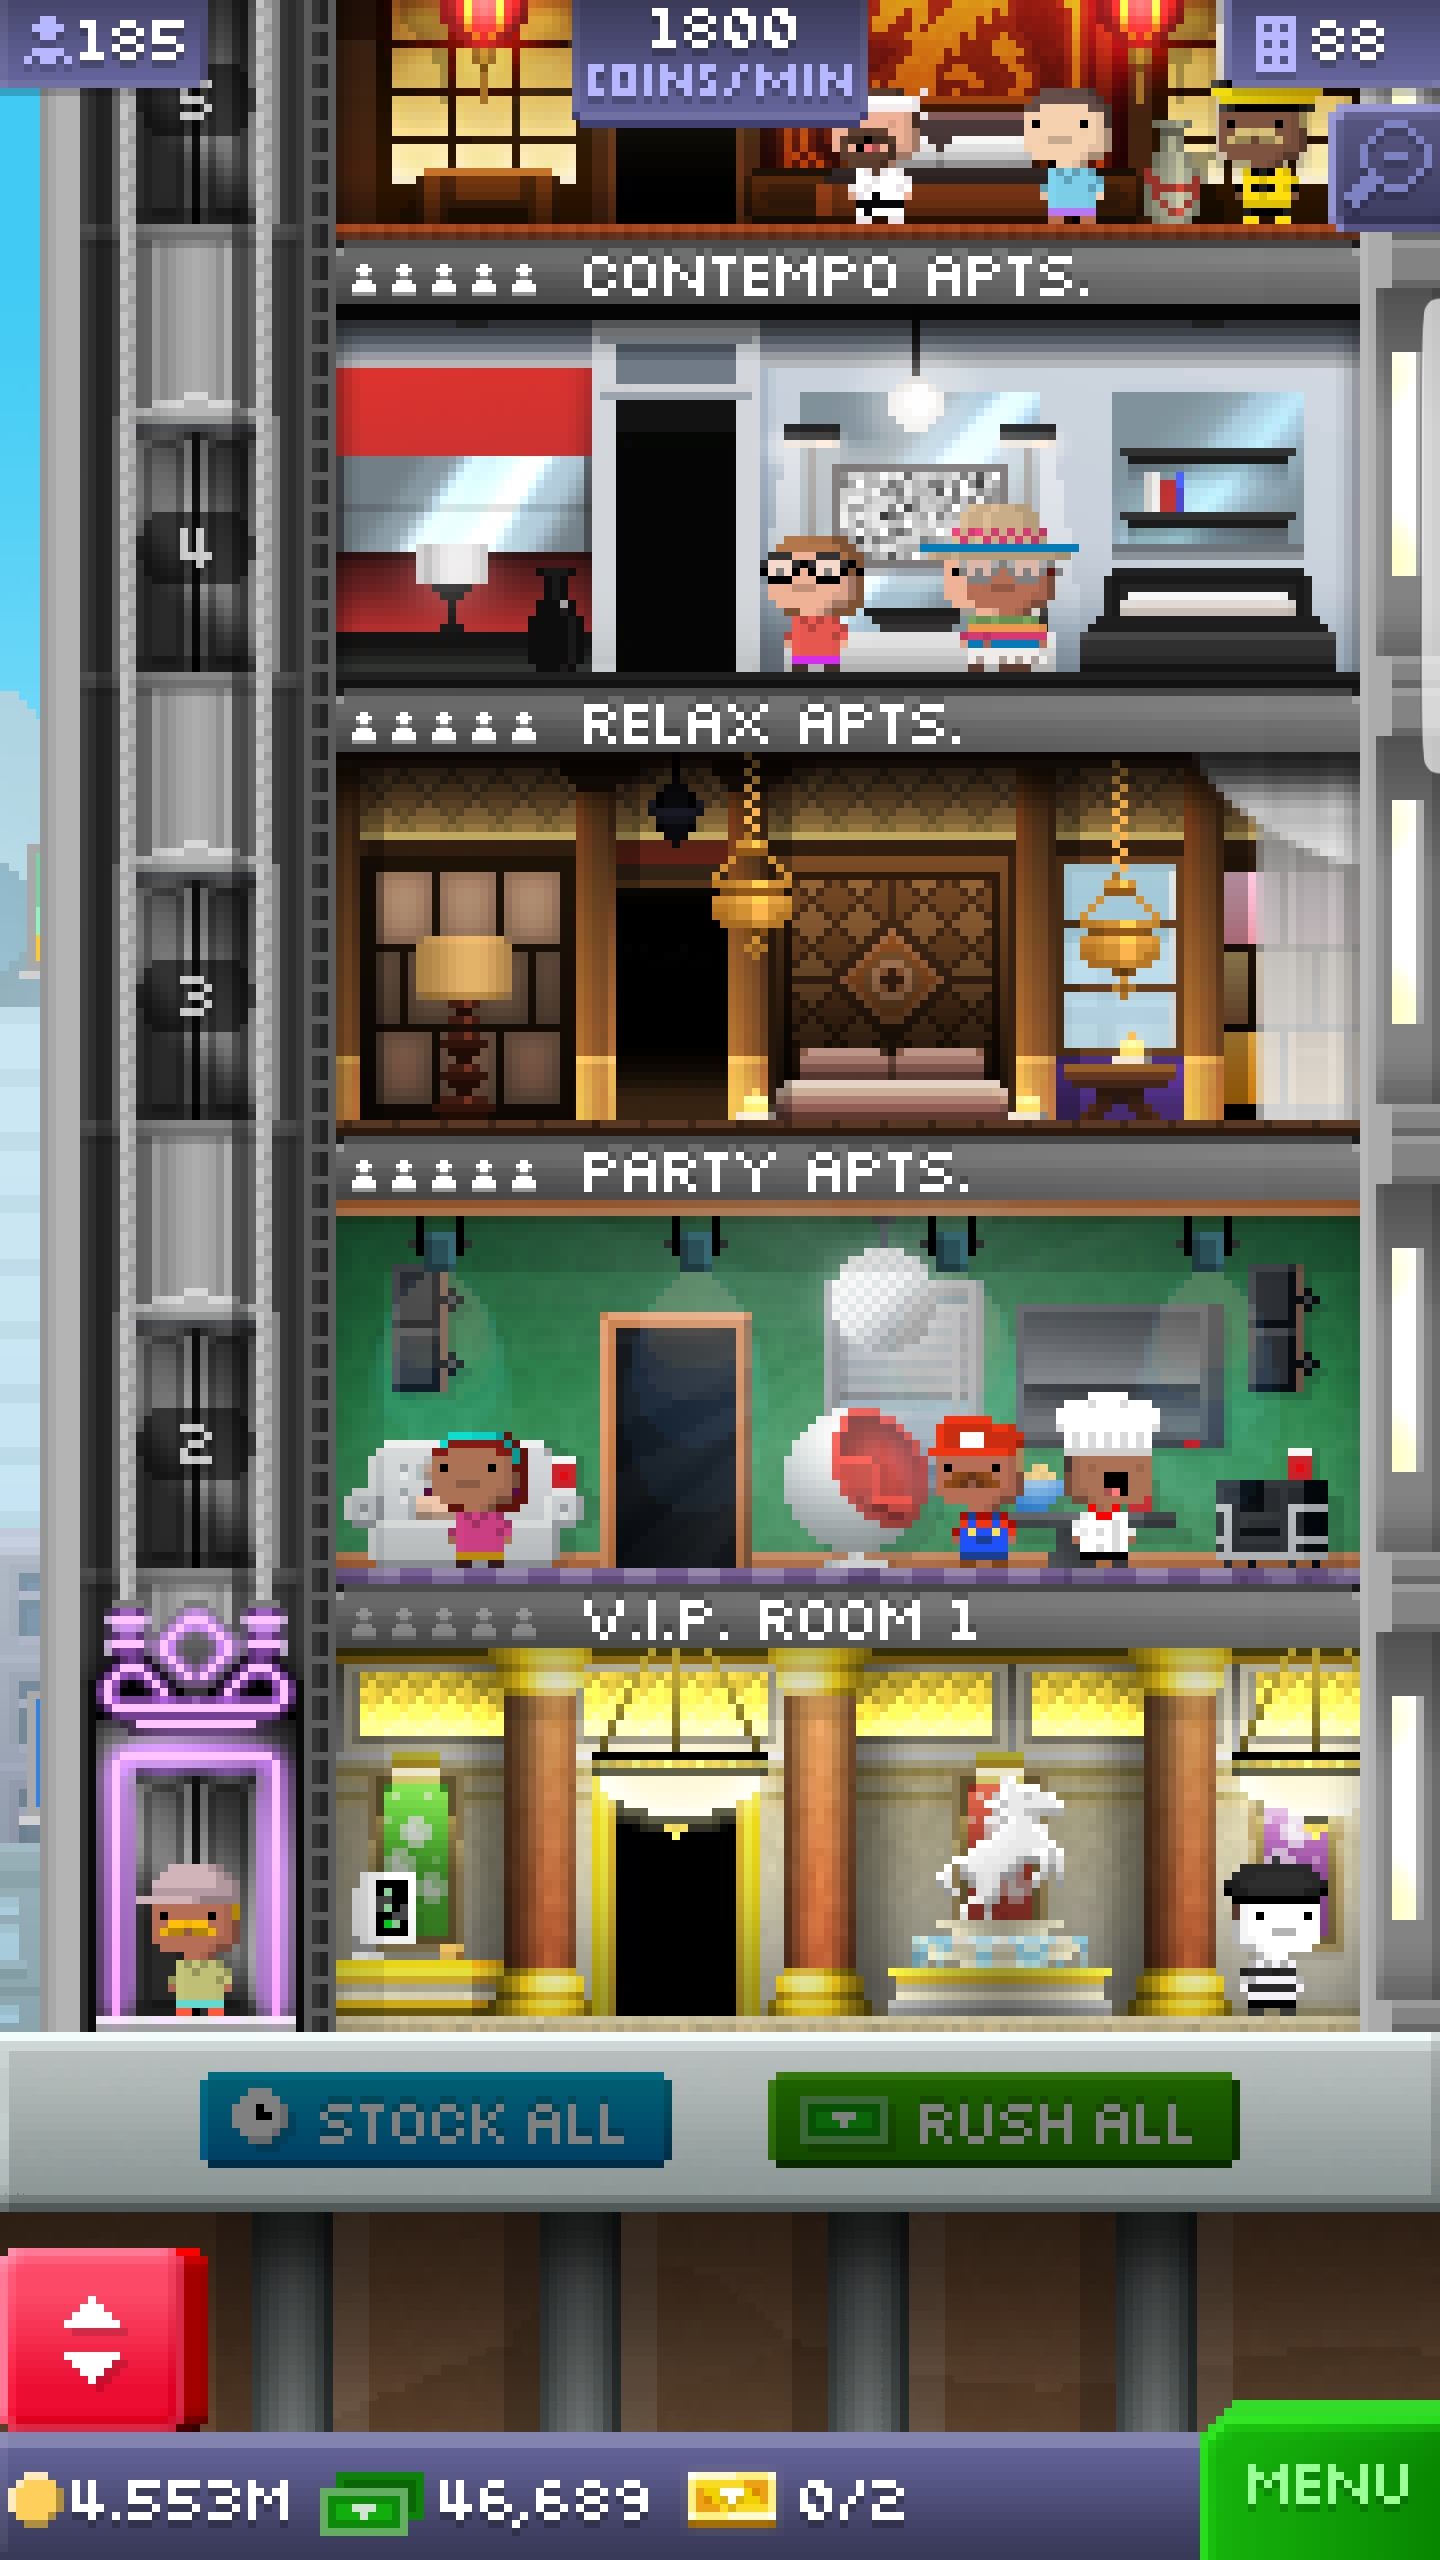 185
1800
COINS/MIN
88
5
CONTEMPO APTS.
4
RELAX APTS.
3
PARTY APTS.
2
V.I.P. ROOM 1
STOCK ALL
RUSH ALL
4.553M
46,689
0/2
MENU